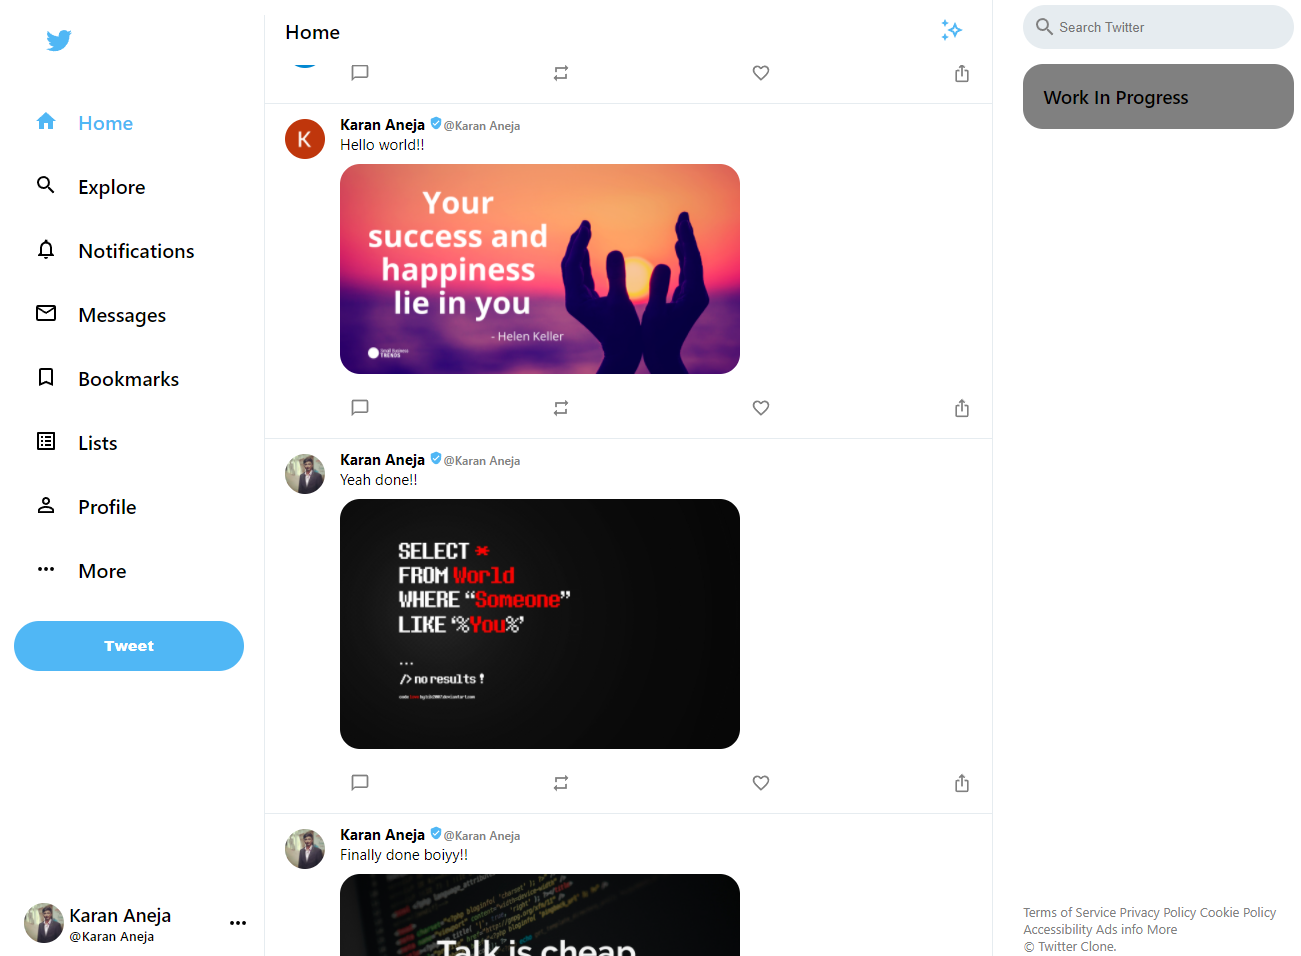 Home
Explore
Notifications
Messages
Bookmarks
Lists
Profile
More
Tweet
Karan Aneja
@Karan Aneja
Home
K
Karan Aneja @Karan Aneja
Hello world!!
Your
success and
happiness
lie in you
- Helen Keller
Small Business
TRENDS
Karan Aneja @Karan Aneja
Yeah done!!
SELECT *
FROM World
WHERE “Someone”
LIKE ‘%You%’
...
/> no results !
Karan Aneja @Karan Aneja
Finally done boiyy!!
Talk is cheap
Search Twitter
Work In Progress
Terms of Service Privacy Policy Cookie Policy
Accessibility Ads info More
© Twitter Clone.